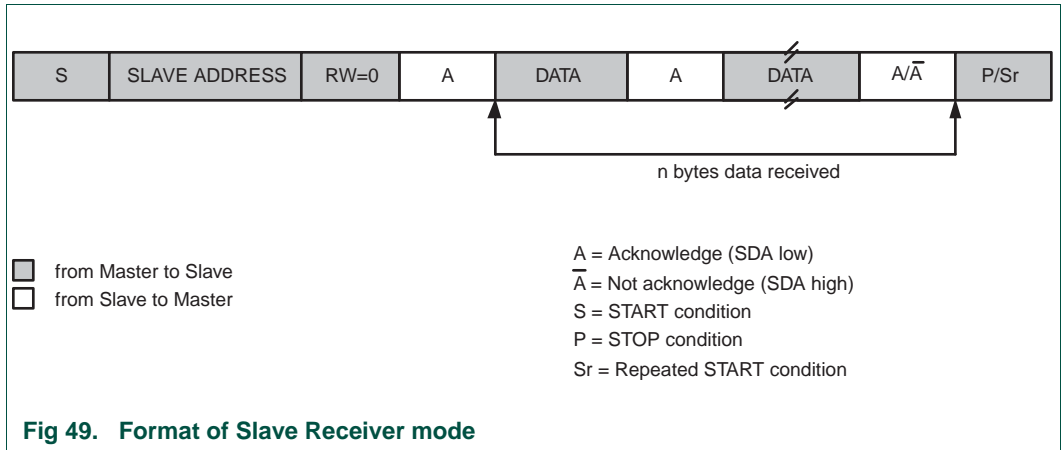 S SLAVE ADDRESS RW=0 A DATA A DATA A/A̅ P/Sr
n bytes data received
from Master to Slave
from Slave to Master
A = Acknowledge (SDA low)
A̅ = Not acknowledge (SDA high)
S = START condition
P = STOP condition
Sr = Repeated START condition
Fig 49. Format of Slave Receiver mode